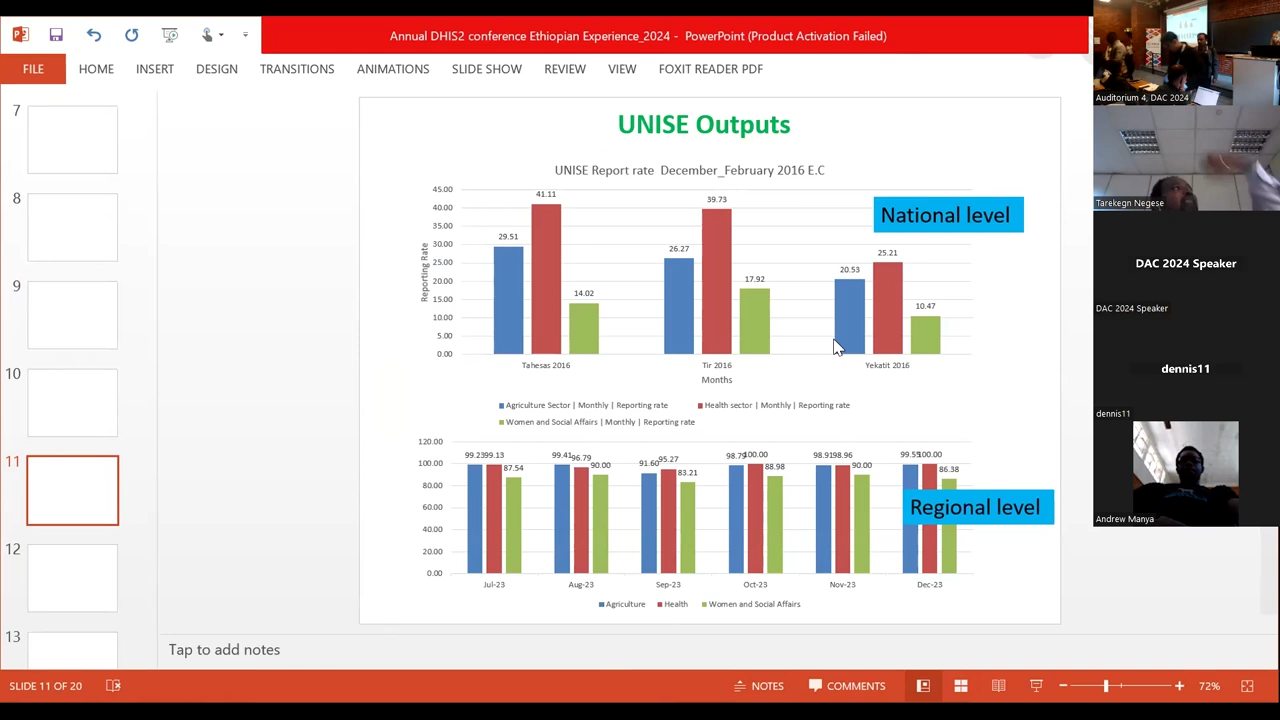 Annual DHIS2 conference Ethiopian Experience_2024 - PowerPoint (Product Activation Failed)
FILE HOME INSERT DESIGN TRANSITIONS ANIMATIONS SLIDE SHOW REVIEW VIEW FOXIT READER PDF
7
8
9
10
11
12
13
UNISE Outputs
UNISE Report rate December_February 2016 E.C
National level
Reporting Rate
45.00
40.00
35.00
30.00
25.00
20.00
15.00
10.00
5.00
0.00
29.51 41.11 14.02
26.27 39.73 17.92
20.53 25.21 10.47
Tahesas 2016 Tir 2016 Yekatit 2016
Months
Agriculture Sector | Monthly | Reporting rate Health sector | Monthly | Reporting rate
Women and Social Affairs | Monthly | Reporting rate
Regional level
120.00
100.00
80.00
60.00
40.00
20.00
0.00
99.23 99.13 87.54
99.41 96.79 90.00
91.60 95.27 83.21
98.79 100.00 88.98
98.91 98.96 90.00
99.55 100.00 86.38
Jul-23 Aug-23 Sep-23 Oct-23 Nov-23 Dec-23
Agriculture Health Women and Social Affairs
Tap to add notes
SLIDE 11 OF 20 NOTES COMMENTS 72%
Auditorium 4, DAC 2024
Tarekegn Negese
DAC 2024 Speaker
DAC 2024 Speaker
dennis11
dennis11
Andrew Manya